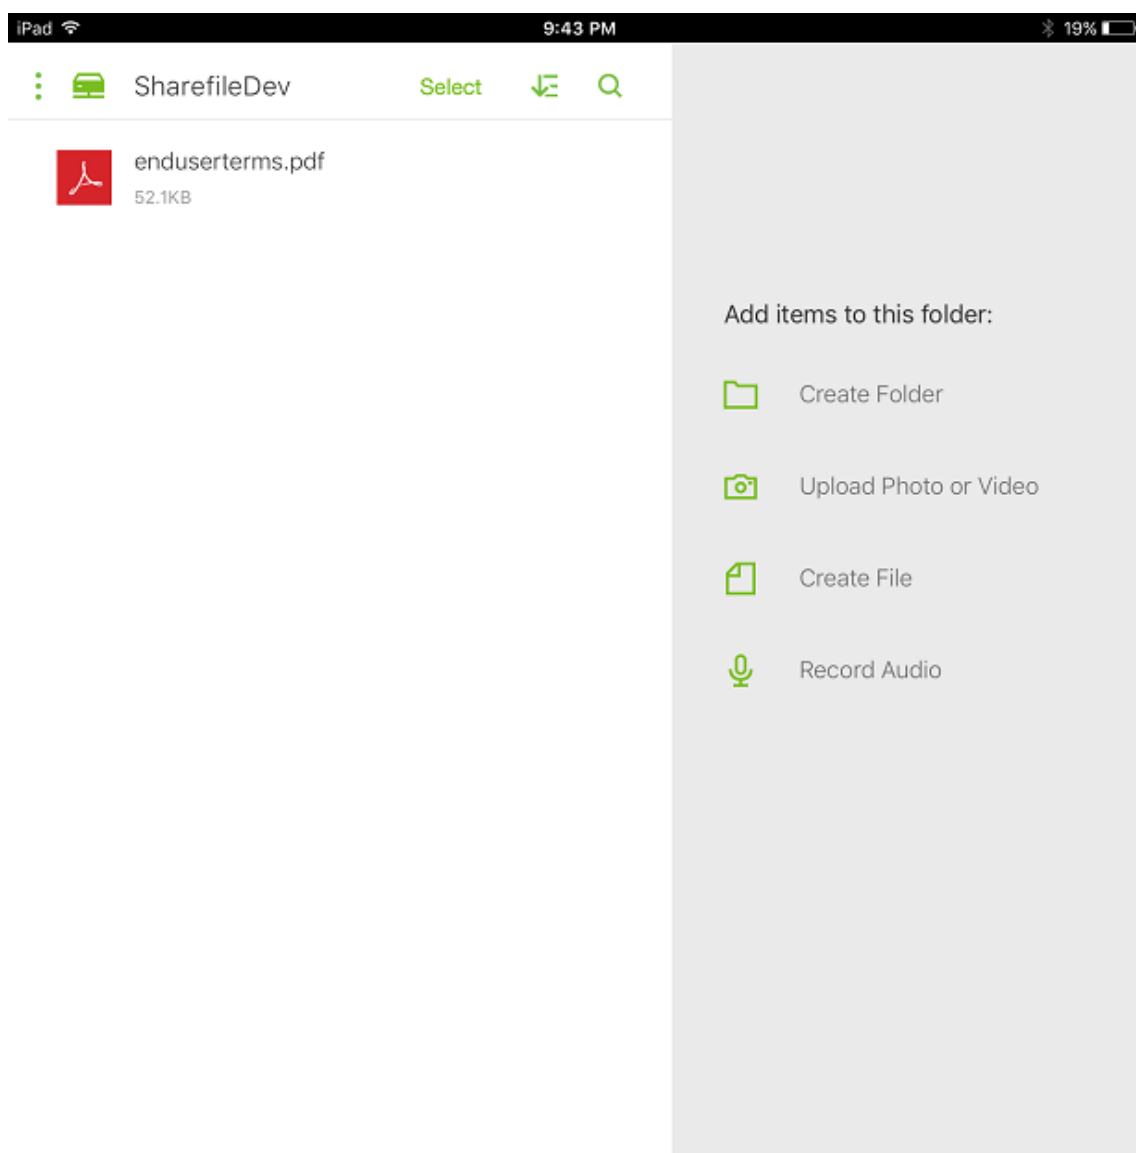 iPad 9:43 PM 19%
SharefileDev Select
enduserterms.pdf
52.1KB
Add items to this folder:
Create Folder
Upload Photo or Video
Create File
Record Audio